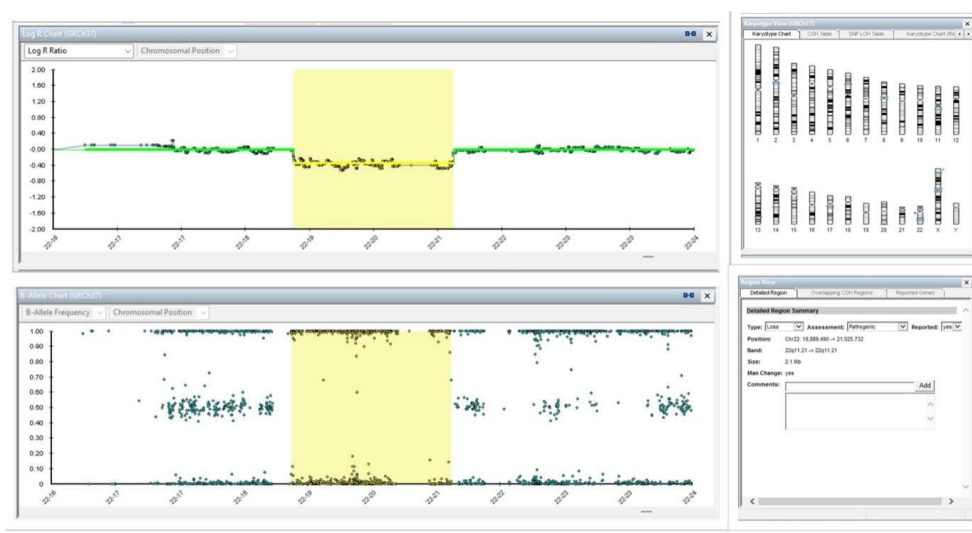 Log R Chart (GRCh37)
Log R Ratio Chromosomal Position
2.00
1.60
1.20
0.80
0.40
-0.00
-0.40
-0.80
-1.20
-1.60
-2.00
22-16 22-17 22-17 22-18 22-19 22-20 22-21 22-22 22-23 22-23 22-24
B-Allele Chart (GRCh37)
B-Allele Frequency Chromosomal Position
1.00
0.90
0.80
0.70
0.60
0.50
0.40
0.30
0.20
0.10
0
22-16 22-17 22-17 22-18 22-19 22-20 22-21 22-22 22-23 22-23 22-24
Karyotype View (GRCh37)
Karyotype Chart CGH Table SNP LOH Table Karyotype Chart (Ro
1 2 3 4 5 6 7 8 9 10 11 12
13 14 15 16 17 18 19 20 21 22 X Y
Region View
Detailed Region Overlapping CGH Regions Reported Genes
Detailed Region Summary
Type: Loss Assessment: Pathogenic Reported: yes
Position: Chr22: 18,889,490 -> 21,025,732
Band: 22q11.21 -> 22q11.21
Size: 2.1 Mb
Man Change: yes
Comments: Add